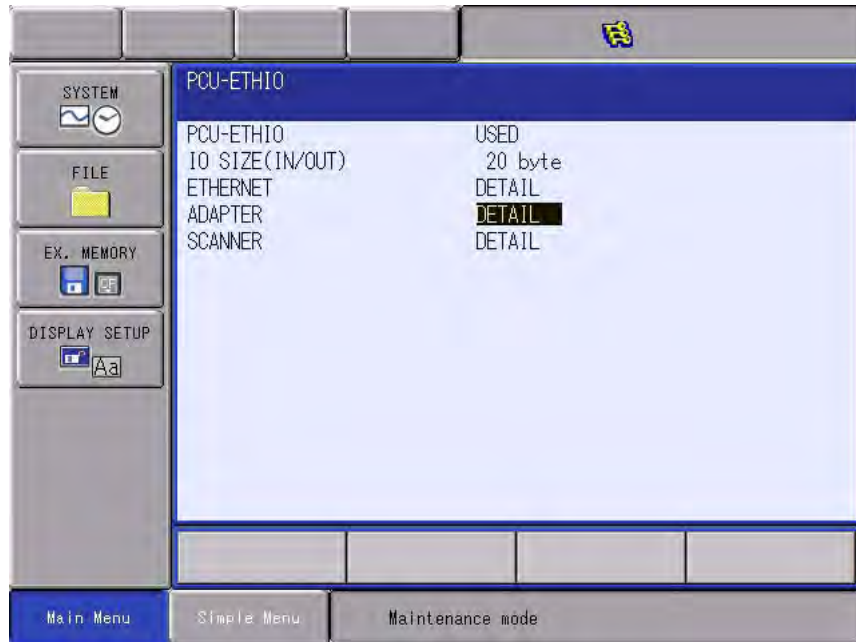 SYSTEM
FILE
EX. MEMORY
CF
DISPLAY SETUP
Aa
PCU-ETHIO
PCU-ETHIO USED
IO SIZE(IN/OUT) 20 byte
ETHERNET DETAIL
ADAPTER DETAIL
SCANNER DETAIL
Main Menu
Simple Menu
Maintenance mode